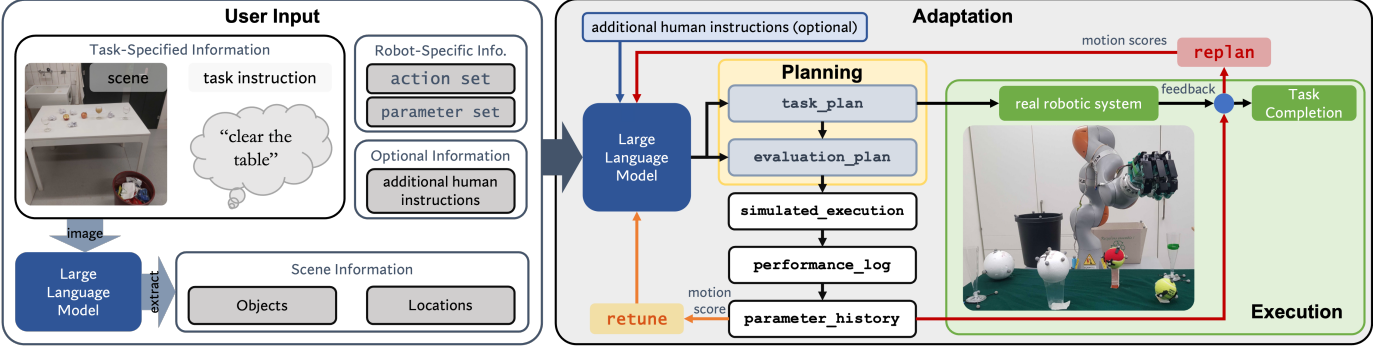 User Input
Task-Specified Information
scene
task instruction
“clear the
table”
Robot-Specific Info.
action set
parameter set
Optional Information
additional human
instructions
image
Large
Language
Model
extract
Scene Information
Objects
Locations
Adaptation
additional human instructions (optional)
motion scores
replan
Planning
task_plan
evaluation_plan
Large
Language
Model
real robotic system
feedback
Task
Completion
simulated_execution
performance_log
parameter_history
motion
score
retune
Execution